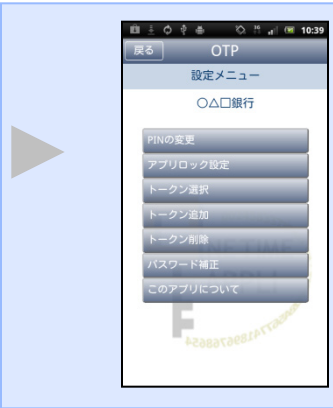 10:39
戻る OTP
設定メニュー
○△□銀行
PINの変更
アプリロック設定
トークン選択
トークン追加
トークン削除
パスワード補正
このアプリについて